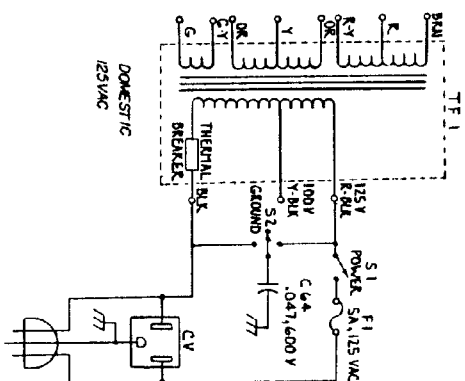 G
G-Y
OR
Y
OR
R-Y
R
BRN
TF 1
DOMESTIC
125VAC
THERMAL
BREAKER
BLK
100V
Y-BLK
125V
R-BLK
S2
GROUND
S1
POWER
F1
5A, 125 VAC
C64
.047, 600V
CV